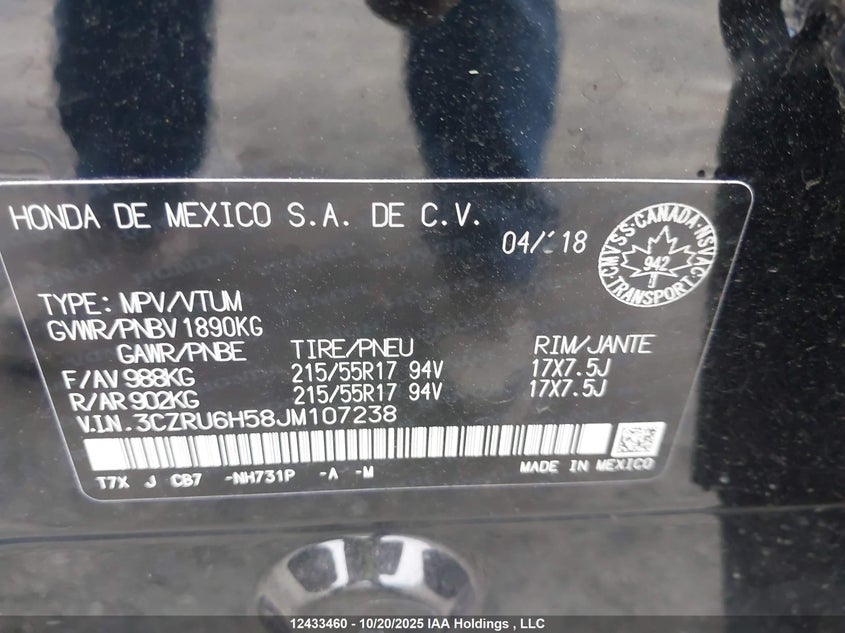 HONDA DE MEXICO S.A. DE C.V.
04/18
CMVSS·CANADA·NSVAC
942
TRANSPORT
TYPE: MPV/VTUM
GVWR/PNBV 1890KG
GAWR/PNBE TIRE/PNEU RIM/JANTE
F/AV 988KG 215/55R17 94V 17X7.5J
R/AR 902KG 215/55R17 94V 17X7.5J
V.I.N. 3CZRU6H58JM107238
T7X J CB7 -NH731P -A -M MADE IN MEXICO
12433460 - 10/20/2025 IAA Holdings , LLC